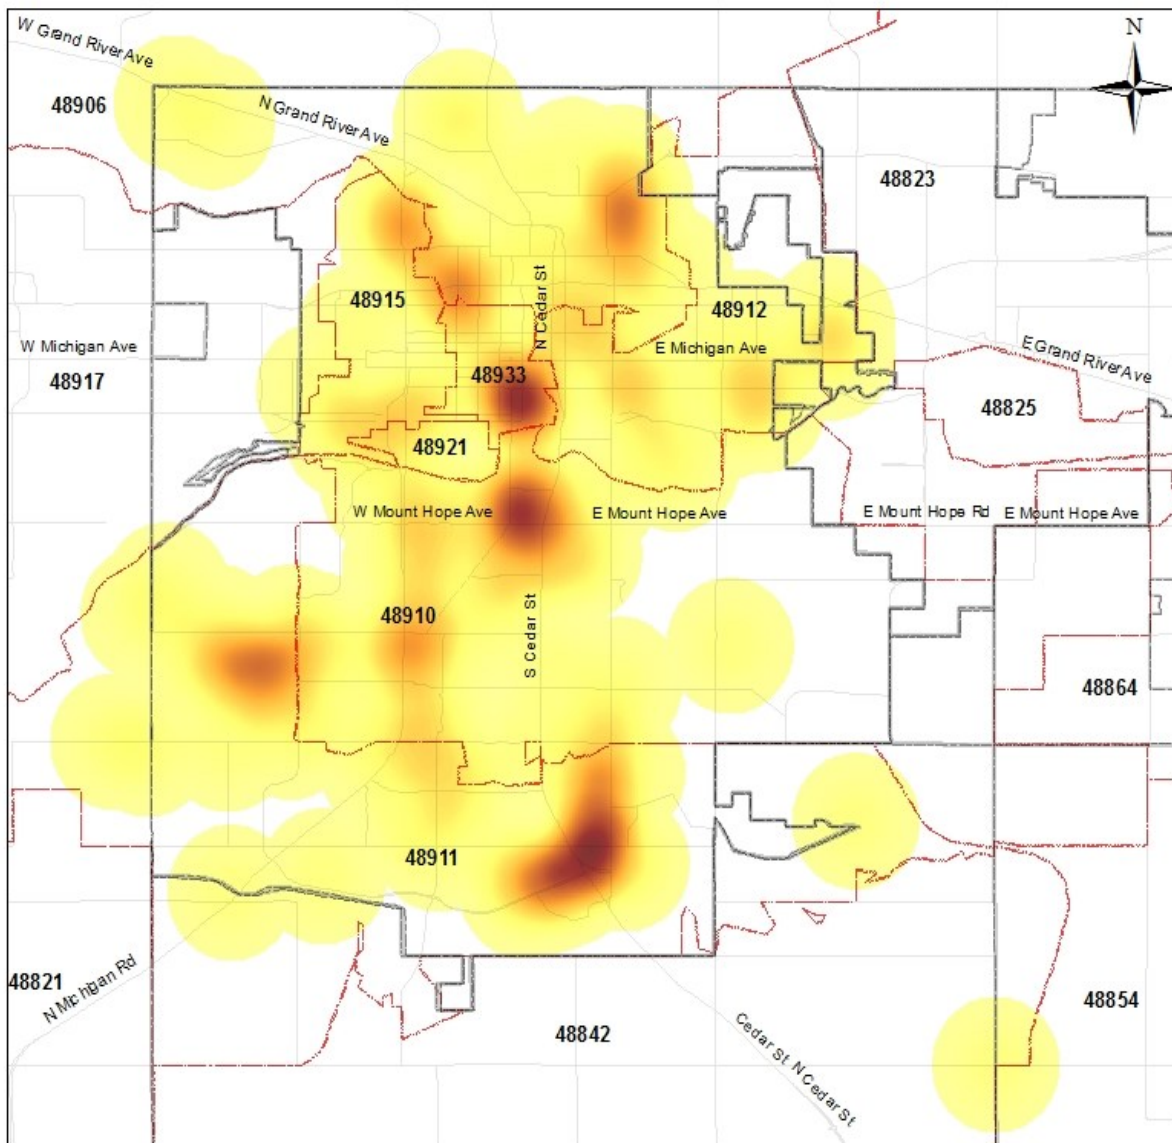 W Grand River Ave
N
48906
N Grand River Ave
48823
48915
N Cedar St
48912
W Michigan Ave
E Michigan Ave
E Grand River Ave
48917
48933
48825
48921
W Mount Hope Ave
E Mount Hope Ave
E Mount Hope Rd
E Mount Hope Ave
48910
S Cedar St
48864
48911
48821
N Michigan Rd
48854
48842
Cedar St
N Cedar St